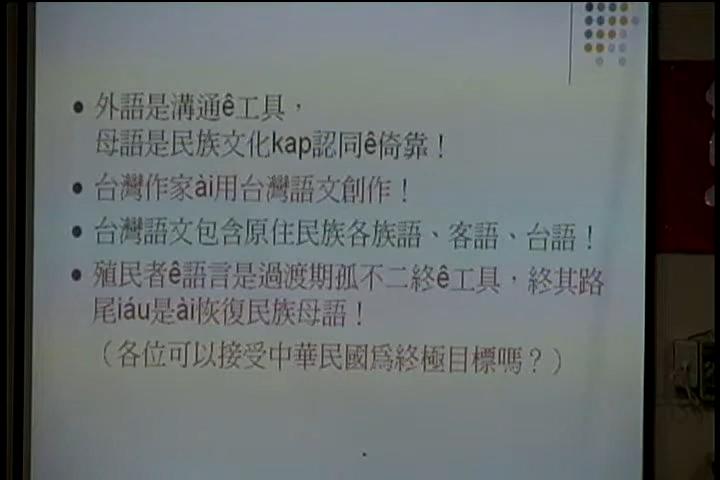 外語是溝通ê工具，
母語是民族文化kap認同ê倚靠！
台灣作家ài用台灣語文創作！
台灣語文包含原住民族各族語、客語、台語！
殖民者ê語言是過渡期孤不二終ê工具，終其路
尾iáu是ài恢復民族母語！
（各位可以接受中華民國為終極目標嗎？）